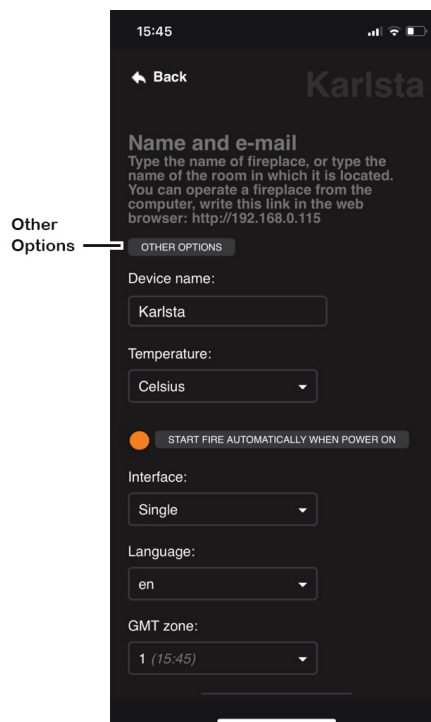 15:45
Back
Karlsta
Name and e-mail
Type the name of fireplace, or type the
name of the room in which it is located.
You can operate a fireplace from the
computer, write this link in the web
browser: http://192.168.0.115
Other
Options
OTHER OPTIONS
Device name:
Karlsta
Temperature:
Celsius
START FIRE AUTOMATICALLY WHEN POWER ON
Interface:
Single
Language:
en
GMT zone:
1 (15:45)